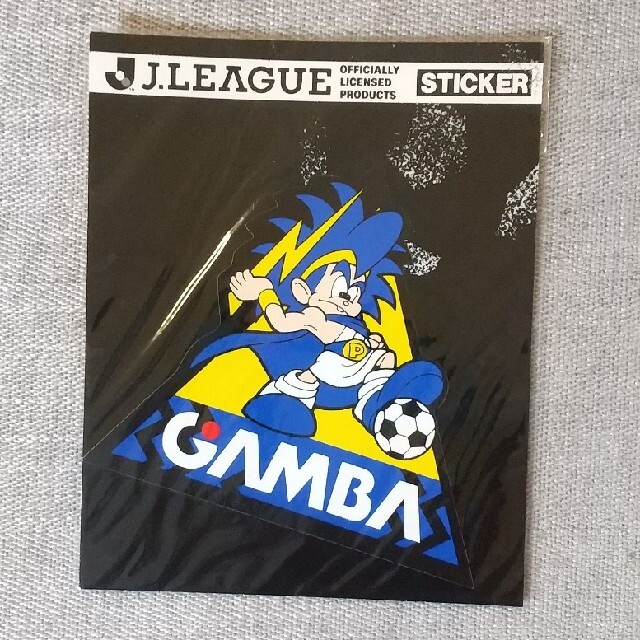 J.LEAGUE OFFICIALLY LICENSED PRODUCTS STICKER
P
GAMBA